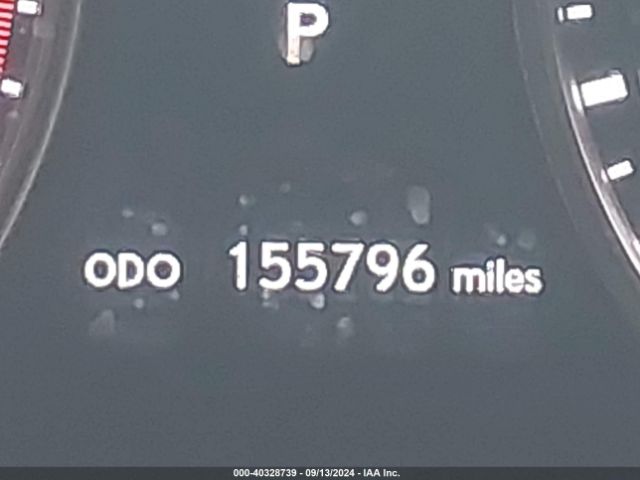 P
ODO 155796 miles
000-40328739 - 09/13/2024 - IAA Inc.